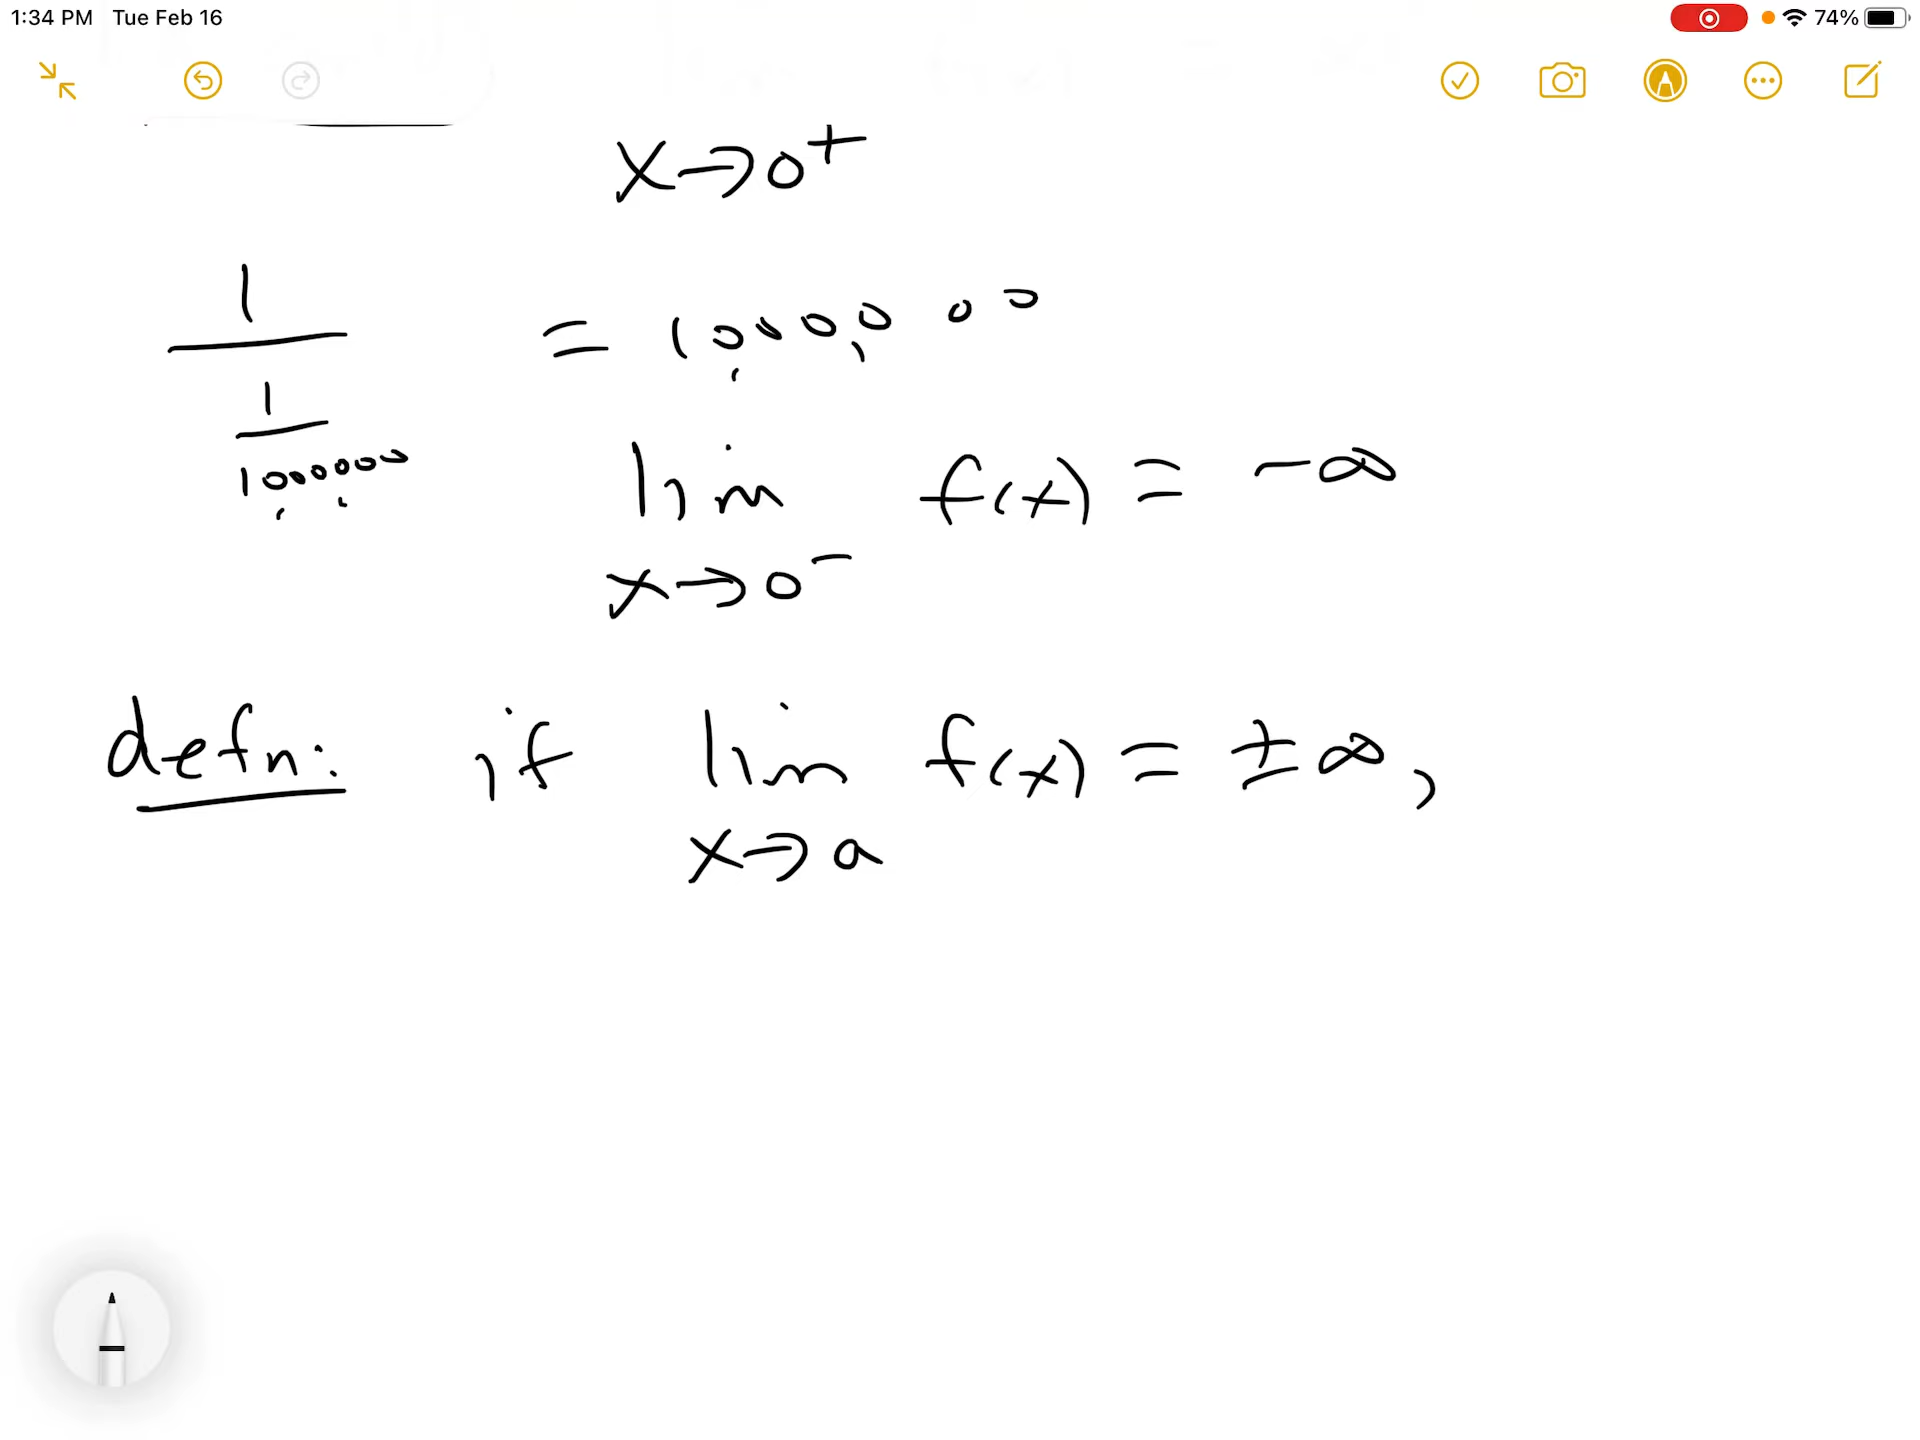 1:34 PM Tue Feb 16 74%
x→0⁺
1 / (1/1,000,000) = 1,000,000
lim f(x) = -∞
x→0⁻
defn: if lim f(x) = ±∞,
x→a